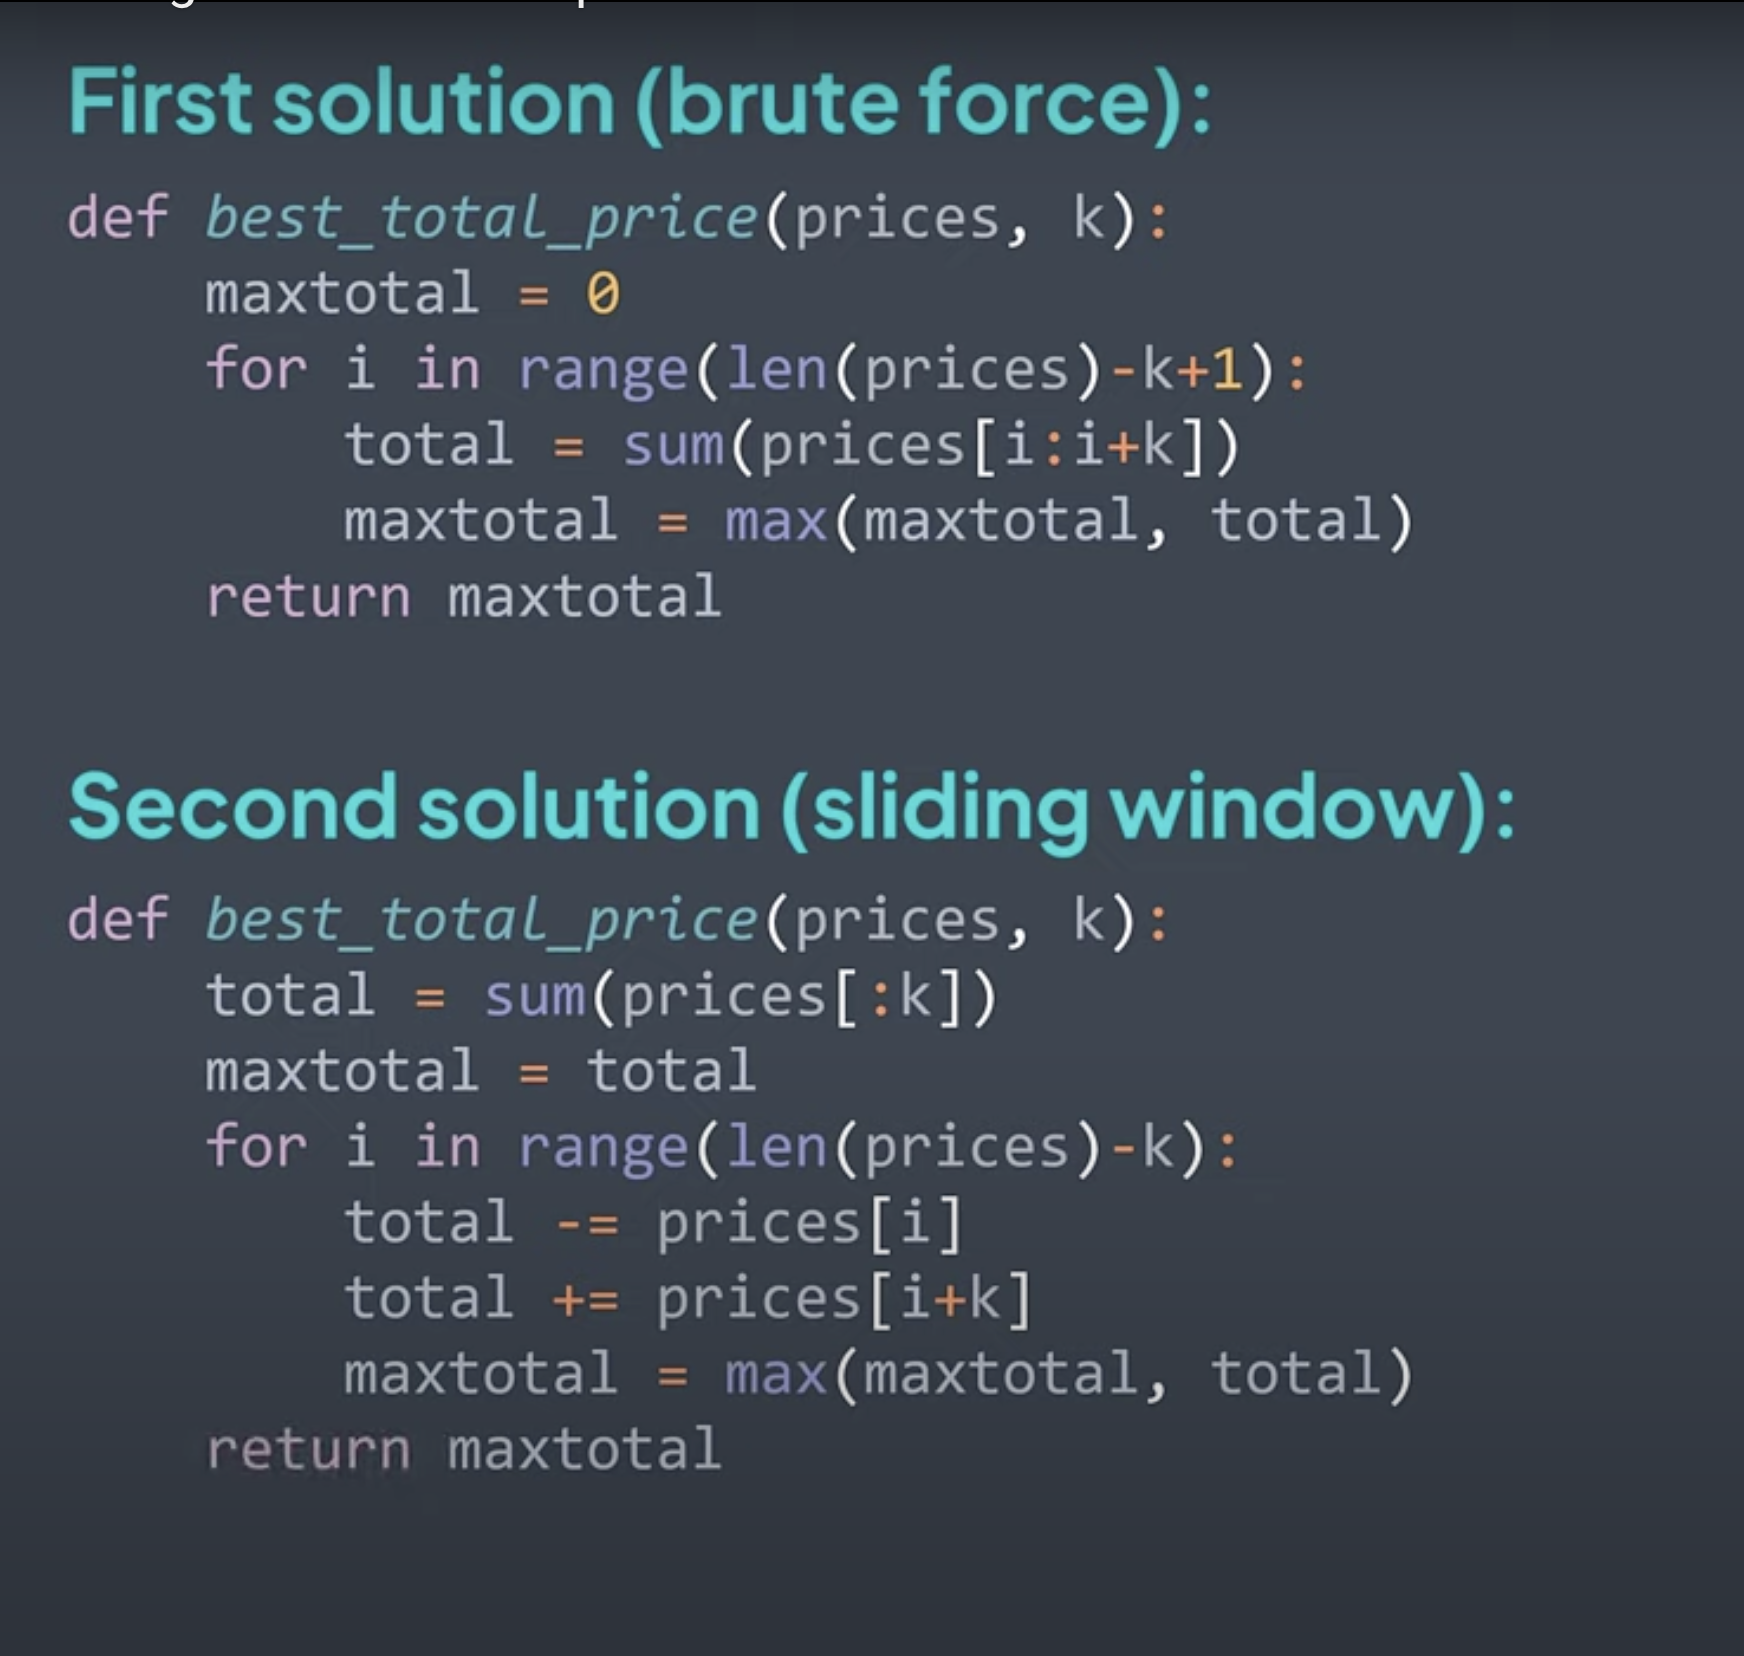 First solution (brute force):
def best_total_price(prices, k):
    maxtotal = 0
    for i in range(len(prices)-k+1):
        total = sum(prices[i:i+k])
        maxtotal = max(maxtotal, total)
    return maxtotal
Second solution (sliding window):
def best_total_price(prices, k):
    total = sum(prices[:k])
    maxtotal = total
    for i in range(len(prices)-k):
        total -= prices[i]
        total += prices[i+k]
        maxtotal = max(maxtotal, total)
    return maxtotal